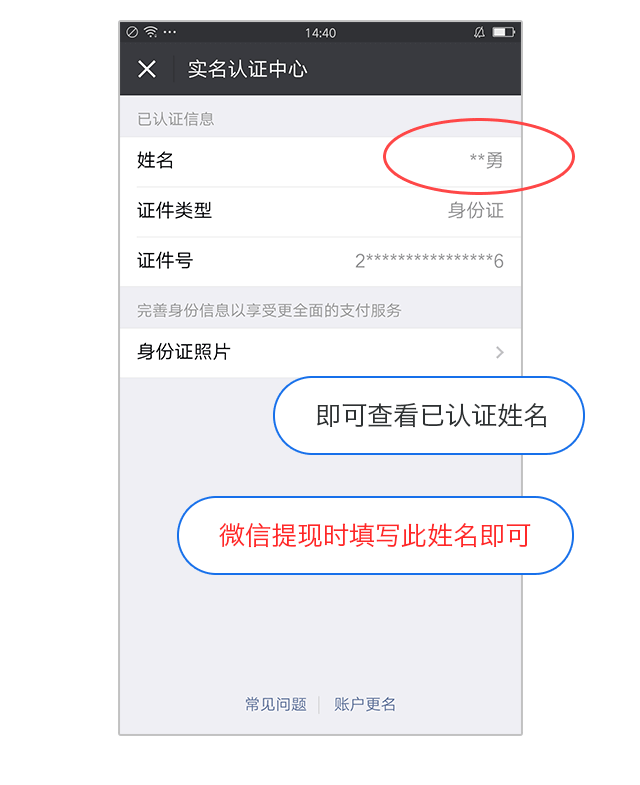 14:40
实名认证中心
已认证信息
姓名 **勇
证件类型 身份证
证件号 2****************6
完善身份信息以享受更全面的支付服务
身份证照片
即可查看已认证姓名
微信提现时填写此姓名即可
常见问题 账户更名